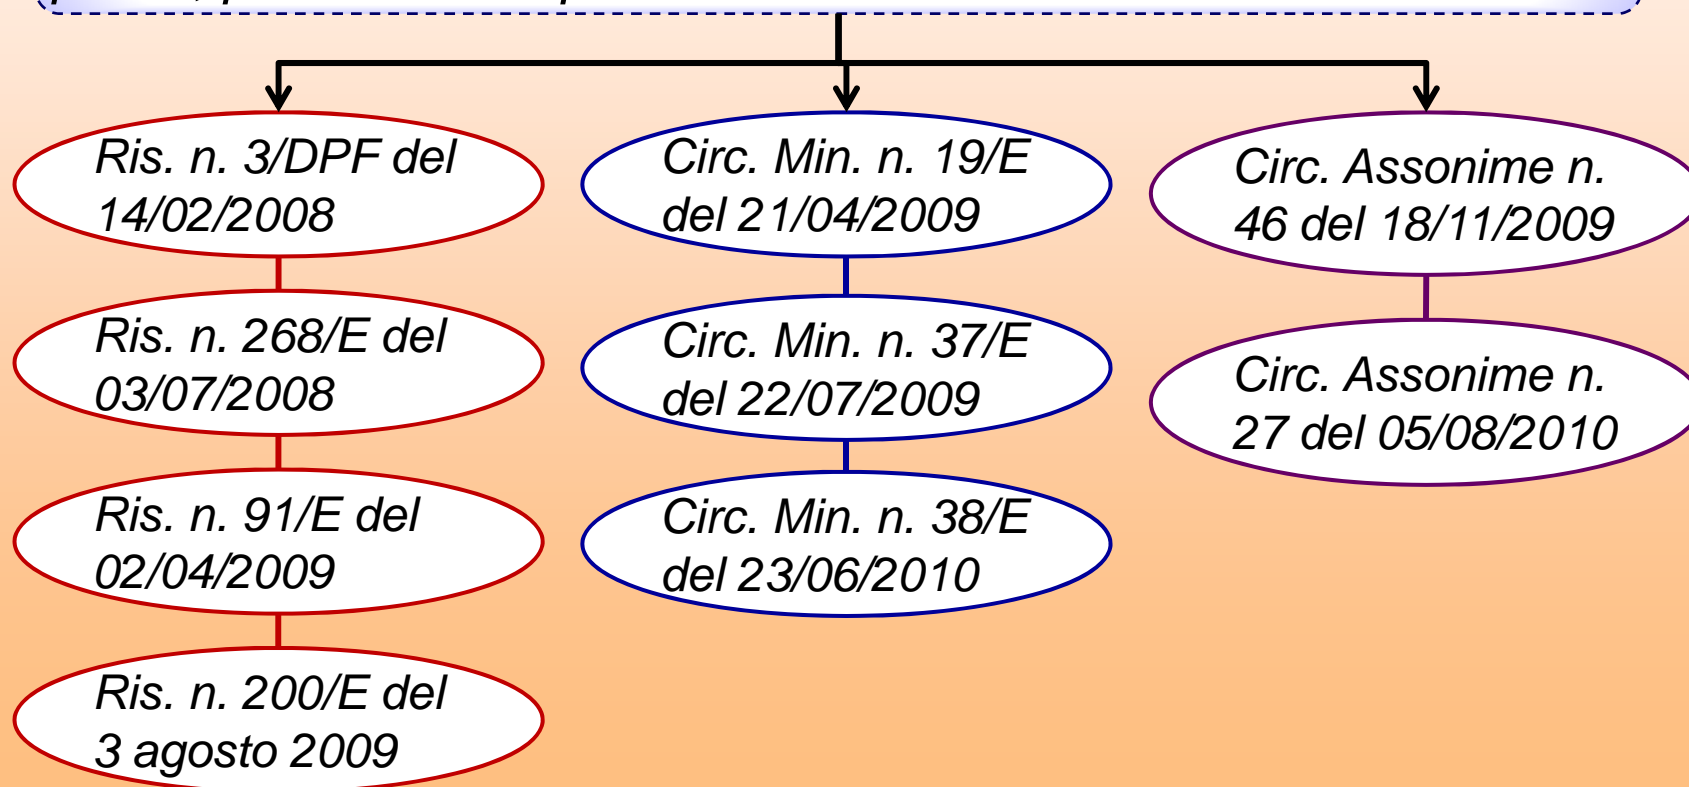 Ris. n. 3/DPF del
14/02/2008
Ris. n. 268/E del
03/07/2008
Ris. n. 91/E del
02/04/2009
Ris. n. 200/E del
3 agosto 2009
Circ. Min. n. 19/E
del 21/04/2009
Circ. Min. n. 37/E
del 22/07/2009
Circ. Min. n. 38/E
del 23/06/2010
Circ. Assonime n.
46 del 18/11/2009
Circ. Assonime n.
27 del 05/08/2010